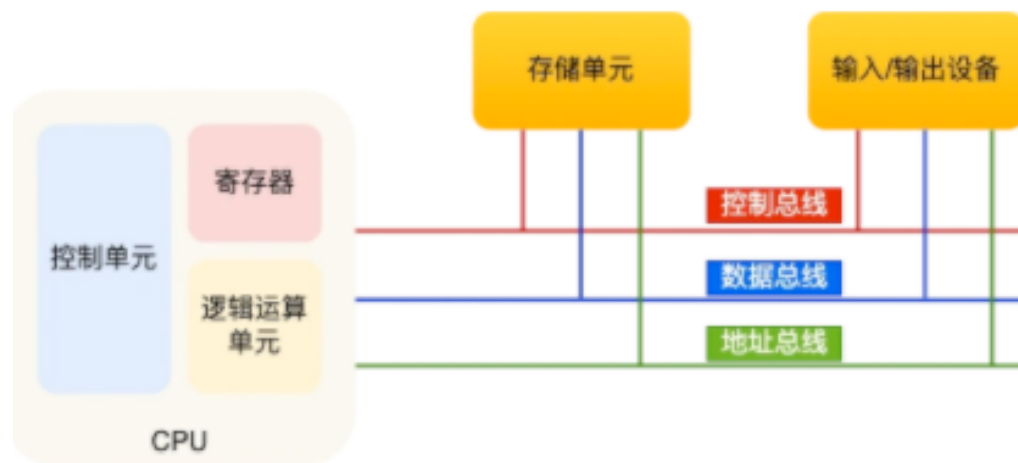 存储单元
输入/输出设备
控制单元
寄存器
逻辑运算
单元
CPU
控制总线
数据总线
地址总线